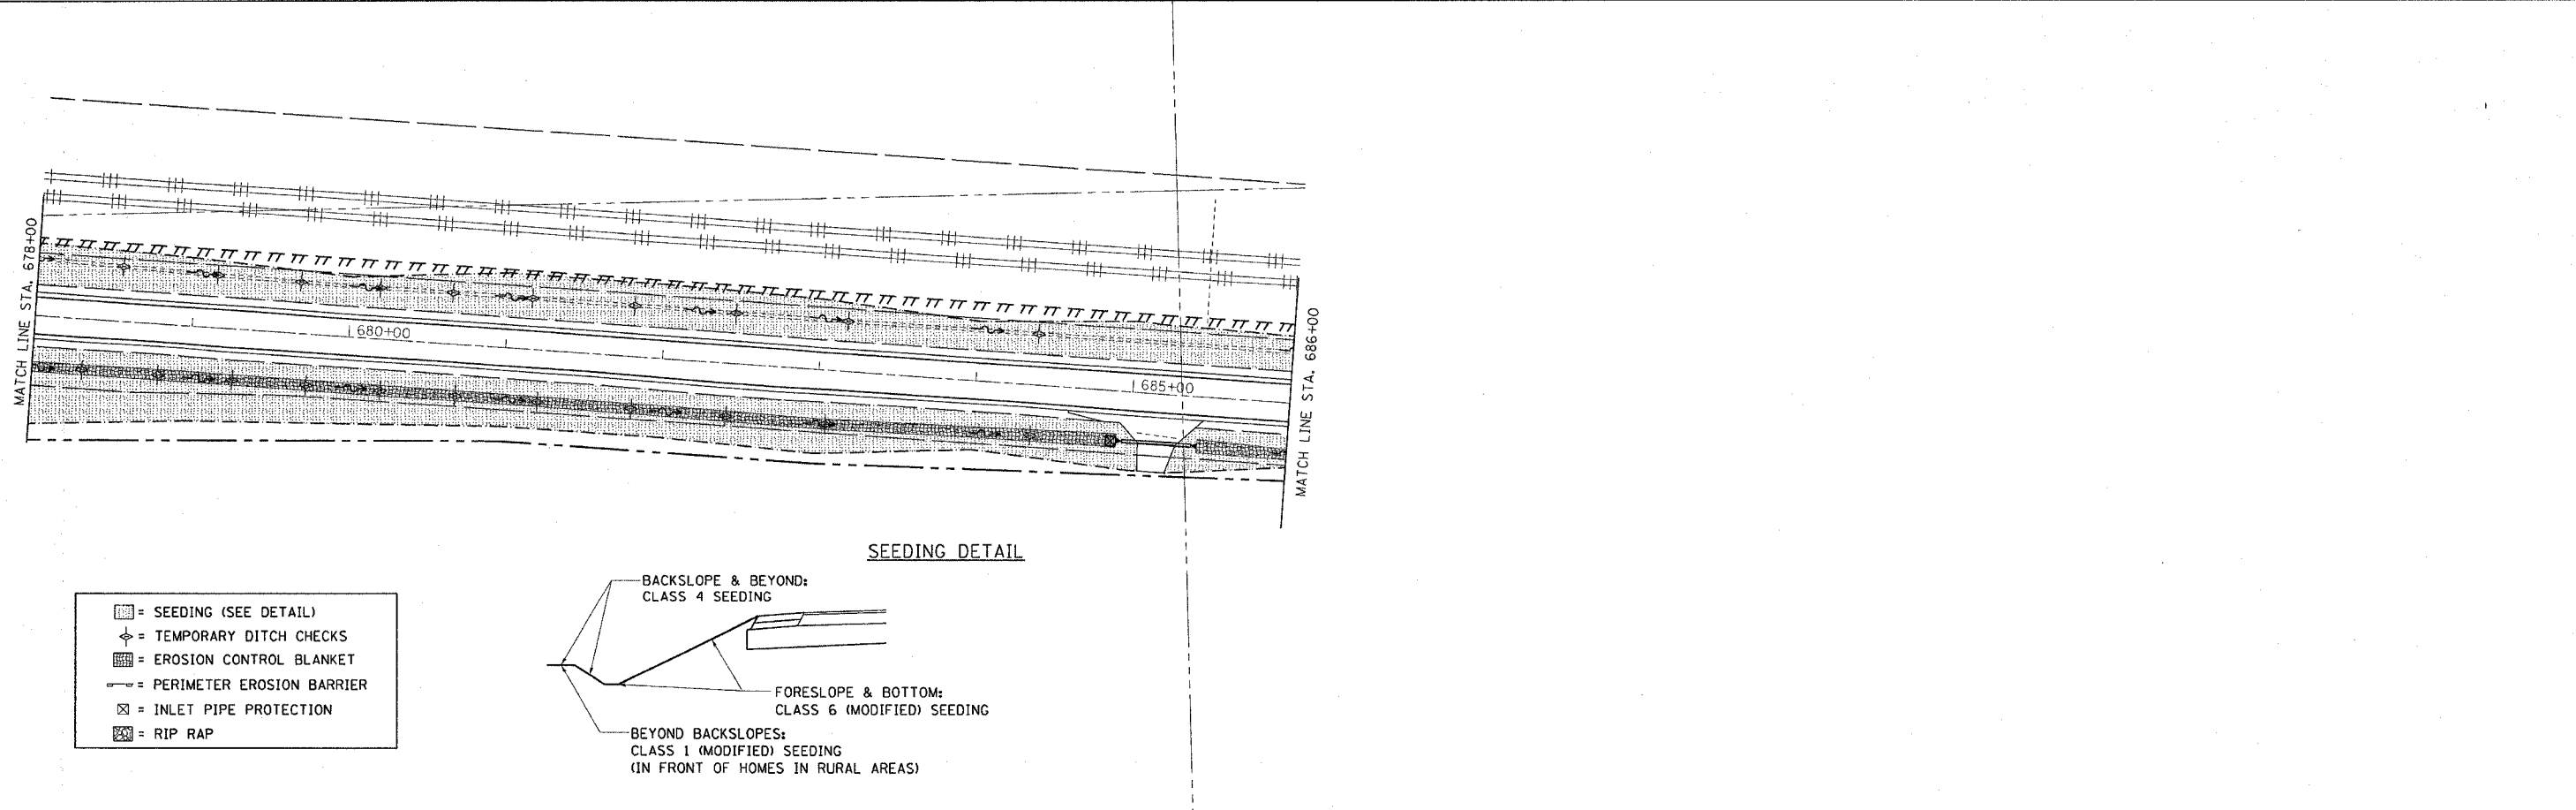 MATCH LINE STA. 678+00
680+00
685+00
MATCH LINE STA. 686+00
SEEDING DETAIL
BACKSLOPE & BEYOND:
CLASS 4 SEEDING
FORESLOPE & BOTTOM:
CLASS 6 (MODIFIED) SEEDING
BEYOND BACKSLOPES:
CLASS 1 (MODIFIED) SEEDING
(IN FRONT OF HOMES IN RURAL AREAS)
= SEEDING (SEE DETAIL)
= TEMPORARY DITCH CHECKS
= EROSION CONTROL BLANKET
= PERIMETER EROSION BARRIER
= INLET PIPE PROTECTION
= RIP RAP